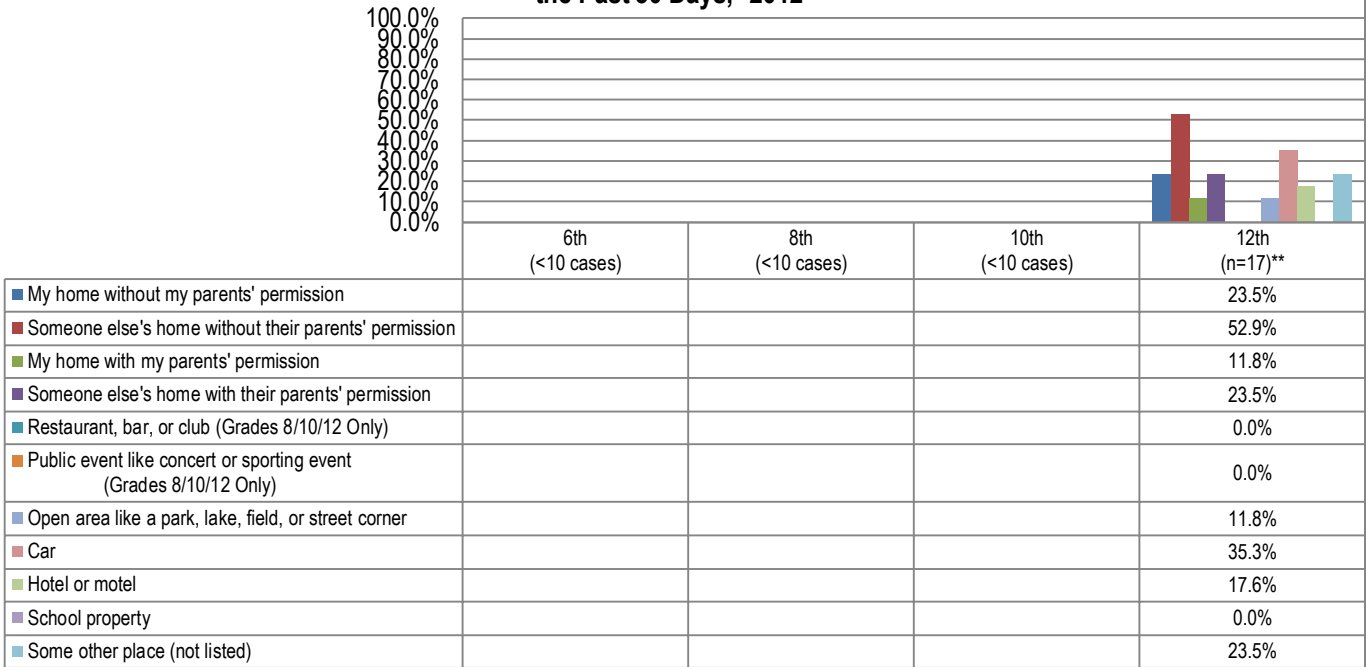 the Past 30 Days,* 2012
100.0%
90.0%
80.0%
70.0%
60.0%
50.0%
40.0%
30.0%
20.0%
10.0%
0.0%
6th 8th 10th 12th
(<10 cases) (<10 cases) (<10 cases) (n=17)**
My home without my parents' permission 23.5%
Someone else's home without their parents' permission 52.9%
My home with my parents' permission 11.8%
Someone else's home with their parents' permission 23.5%
Restaurant, bar, or club (Grades 8/10/12 Only) 0.0%
Public event like concert or sporting event
(Grades 8/10/12 Only) 0.0%
Open area like a park, lake, field, or street corner 11.8%
Car 35.3%
Hotel or motel 17.6%
School property 0.0%
Some other place (not listed) 23.5%